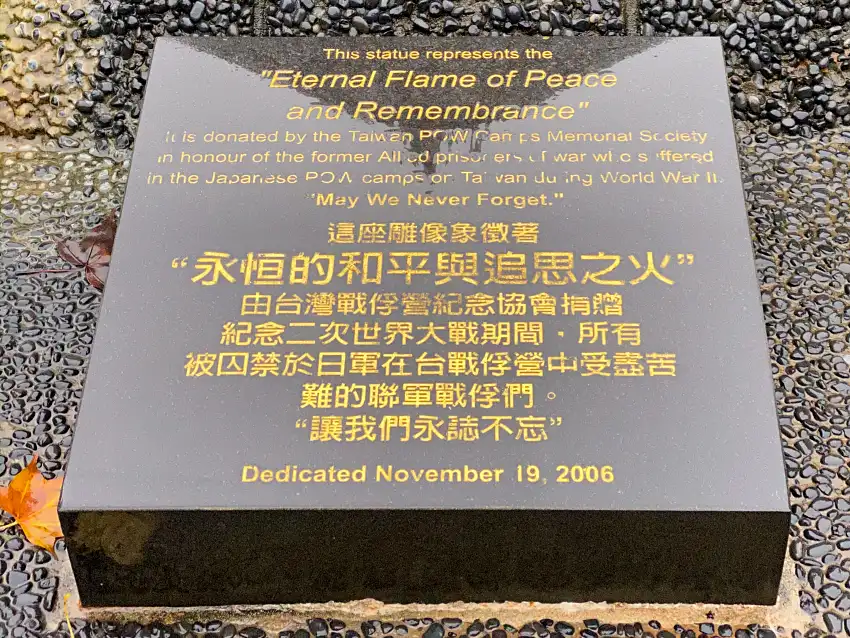 This statue represents the
"Eternal Flame of Peace
and Remembrance"
It is donated by the Taiwan POW Camps Memorial Society
in honour of the former Allied prisoners of war who suffered
in the Japanese POW camps on Taiwan during World War II.
"May We Never Forget."
這座雕像象徵著
“永恒的和平與追思之火”
由台灣戰俘營紀念協會捐贈
紀念二次世界大戰期間，所有
被囚禁於日軍在台戰俘營中受盡苦
難的聯軍戰俘們。
“讓我們永誌不忘”
Dedicated November 19, 2006